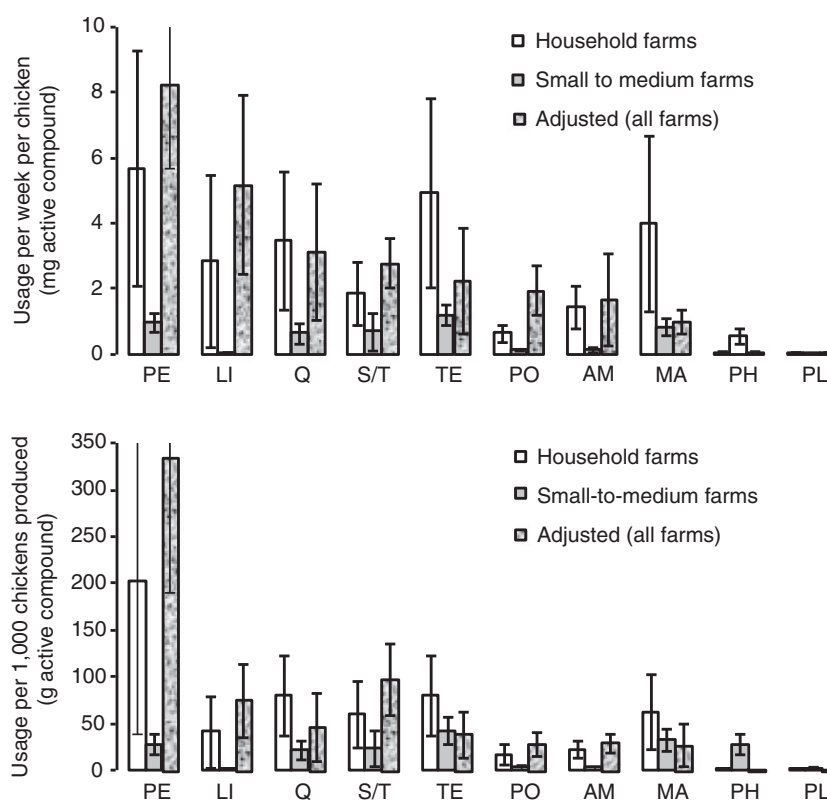 Usage per week per chicken
(mg active compound)
10
8
6
4
2
0
Household farms
Small to medium farms
Adjusted (all farms)
PE LI Q S/T TE PO AM MA PH PL
Usage per 1,000 chickens produced
(g active compound)
350
300
250
200
150
100
50
0
Household farms
Small-to-medium farms
Adjusted (all farms)
PE LI Q S/T TE PO AM MA PH PL